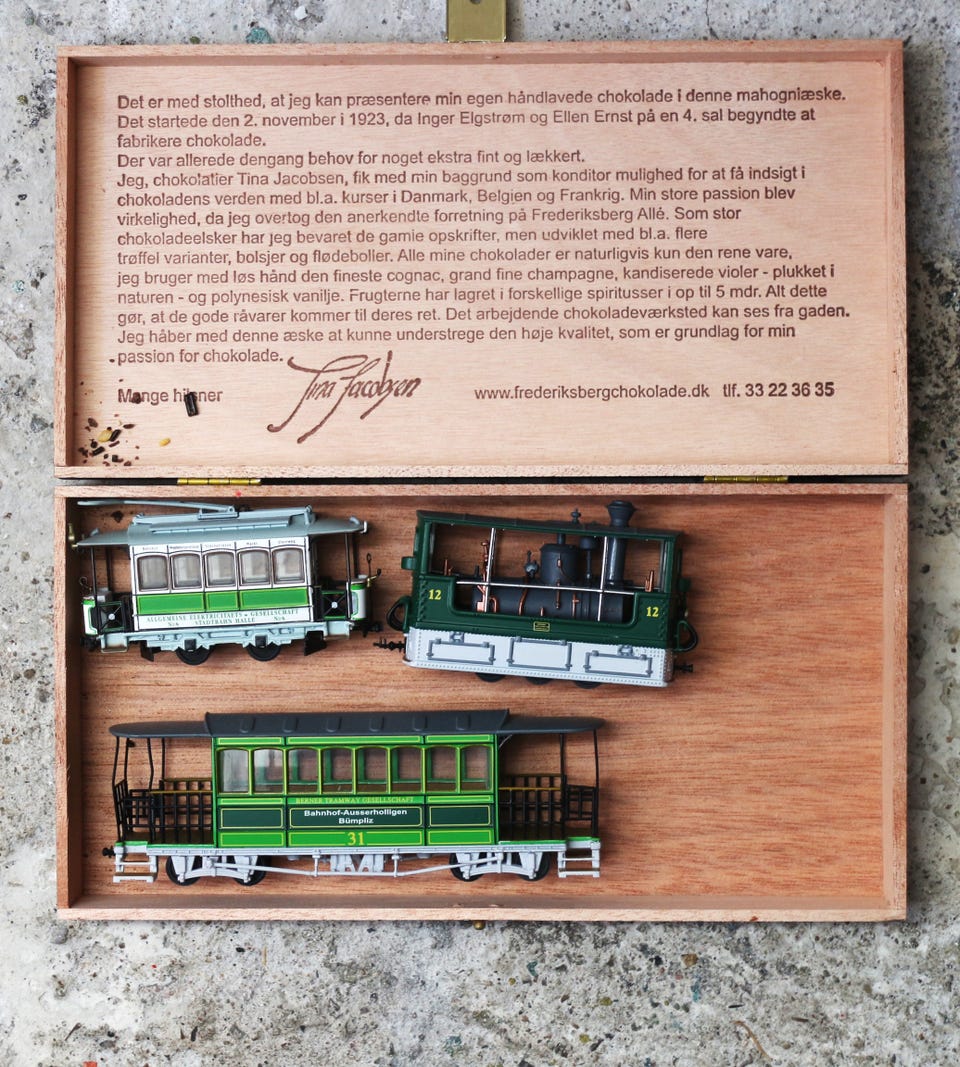 Det er med stolthed, at jeg kan præsentere min egen håndlavede chokolade i denne mahogniæske.
Det startede den 2. november i 1923, da Inger Elgstrøm og Ellen Ernst på en 4. sal begyndte at
fabrikere chokolade.
Der var allerede dengang behov for noget ekstra fint og lækkert.
Jeg, chokolatier Tina Jacobsen, fik med min baggrund som konditor mulighed for at få indsigt i
chokoladens verden med bl.a. kurser i Danmark, Belgien og Frankrig. Min store passion blev
virkelighed, da jeg overtog den anerkendte forretning på Frederiksberg Allé. Som stor
chokoladeelsker har jeg bevaret de gamle opskrifter, men udviklet med bl.a. flere
trøffel varianter, bolsjer og flødeboller. Alle mine chokolader er naturligvis kun den rene vare,
jeg bruger med løs hånd den fineste cognac, grand fine champagne, kandiserede violer - plukket i
naturen - og polynesisk vanilje. Frugterne har lagret i forskellige spiritusser i op til 5 mdr. Alt dette
gør, at de gode råvarer kommer til deres ret. Det arbejdende chokoladeværksted kan ses fra gaden.
Jeg håber med denne æske at kunne understrege den høje kvalitet, som er grundlag for min
passion for chokolade.
Mange hilsner Tina Jacobsen www.frederiksbergchokolade.dk tlf. 33 22 36 35
ALLGEMEINE ELEKTRICITAETS - GESELLSCHAFT
No 8 STADTBAHN HALLE No 8
12 12
BERNER TRAMWAY GESELLSCHAFT
Bahnhof-Ausserholligen
Bümpliz
31